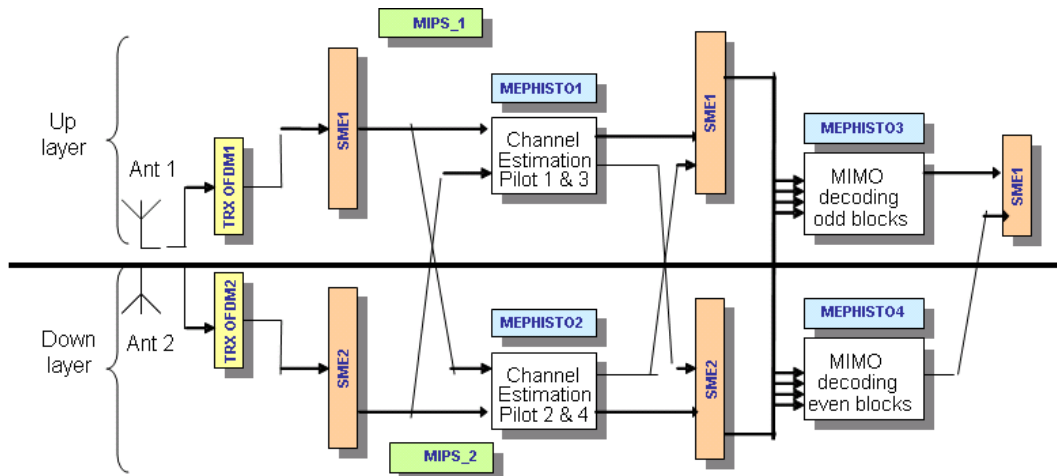 MIPS_1
Up
layer
Ant 1
TRX OFDM1
SME1
MEPHISTO1
Channel
Estimation
Pilot 1 & 3
SME1
MEPHISTO3
MIMO
decoding
odd blocks
SME1
Down
layer
Ant 2
TRX OFDM2
SME2
MEPHISTO2
Channel
Estimation
Pilot 2 & 4
SME2
MEPHISTO4
MIMO
decoding
even blocks
MIPS_2